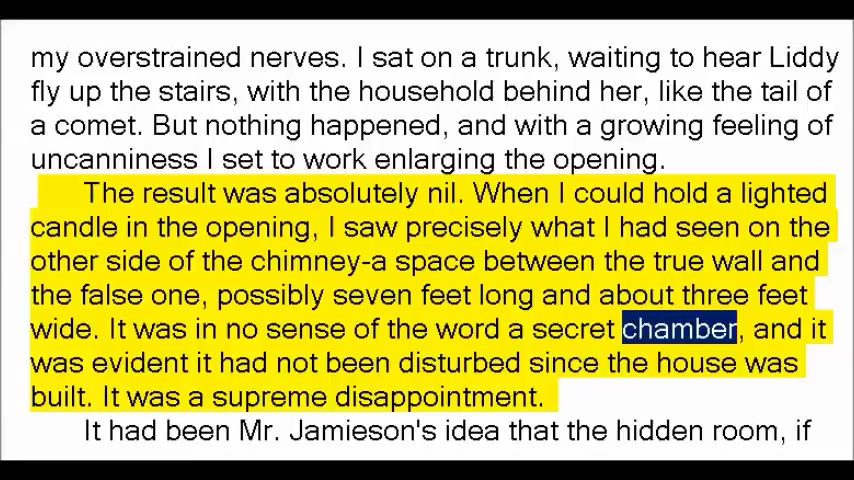 my overstrained nerves. I sat on a trunk, waiting to hear Liddy
fly up the stairs, with the household behind her, like the tail of
a comet. But nothing happened, and with a growing feeling of
uncanniness I set to work enlarging the opening.
The result was absolutely nil. When I could hold a lighted
candle in the opening, I saw precisely what I had seen on the
other side of the chimney-a space between the true wall and
the false one, possibly seven feet long and about three feet
wide. It was in no sense of the word a secret chamber, and it
was evident it had not been disturbed since the house was
built. It was a supreme disappointment.
It had been Mr. Jamieson's idea that the hidden room, if